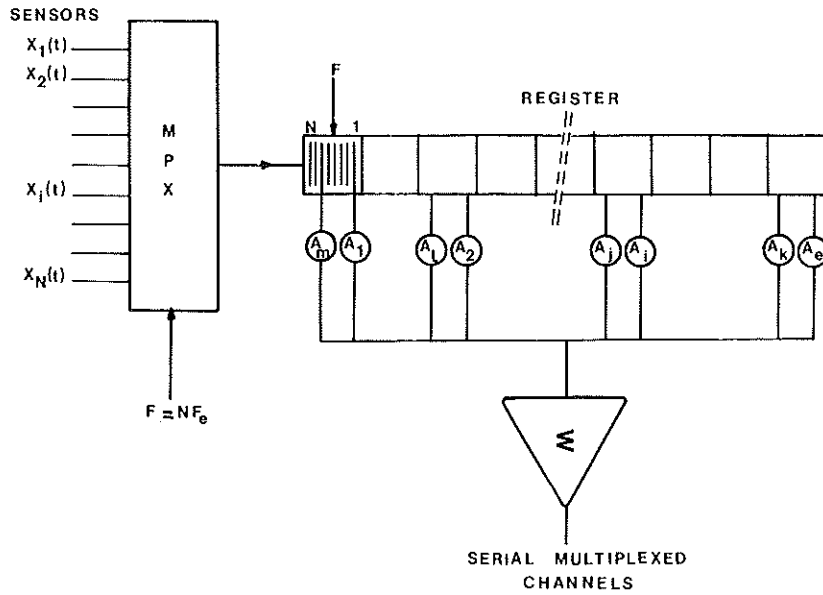 SENSORS
X1(t)
X2(t)
Xi(t)
XN(t)
M
P
X
F = NFe
F
N 1
REGISTER
Am A1 AL A2 Aj Ai Ak Ae
W
SERIAL MULTIPLEXED
CHANNELS